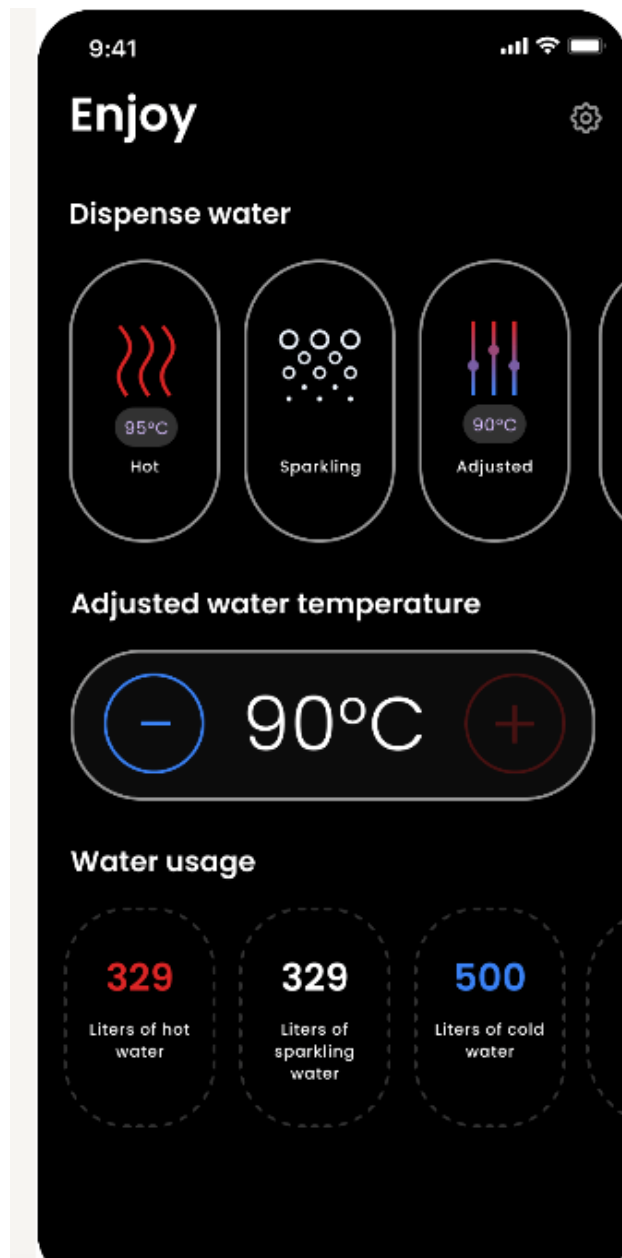 9:41
Enjoy
Dispense water
95°C
Hot
Sparkling
90°C
Adjusted
Adjusted water temperature
−
90°C
+
Water usage
329
Liters of hot
water
329
Liters of
sparkling
water
500
Liters of cold
water